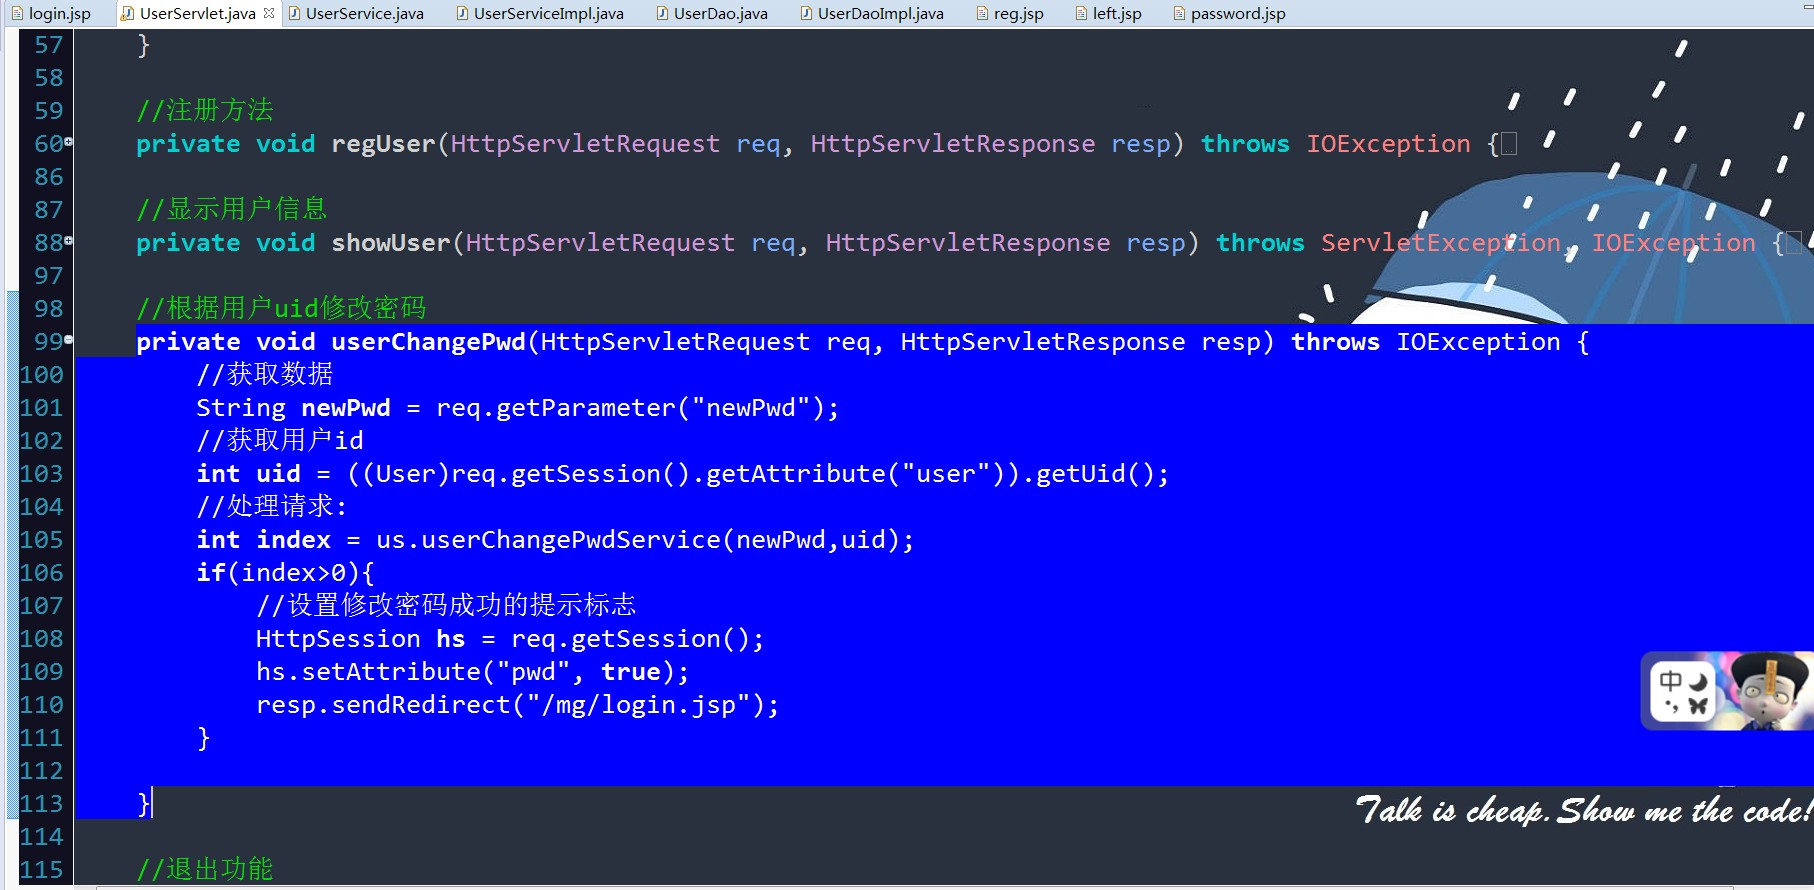 login.jsp UserServlet.java UserService.java UserServiceImpl.java UserDao.java UserDaoImpl.java reg.jsp left.jsp password.jsp
57 }
58
59 //注册方法
60 private void regUser(HttpServletRequest req, HttpServletResponse resp) throws IOException {
86
87 //显示用户信息
88 private void showUser(HttpServletRequest req, HttpServletResponse resp) throws ServletException, IOException {
97
98 //根据用户uid修改密码
99 private void userChangePwd(HttpServletRequest req, HttpServletResponse resp) throws IOException {
100 //获取数据
101 String newPwd = req.getParameter("newPwd");
102 //获取用户id
103 int uid = ((User)req.getSession().getAttribute("user")).getUid();
104 //处理请求:
105 int index = us.userChangePwdService(newPwd,uid);
106 if(index>0){
107 //设置修改密码成功的提示标志
108 HttpSession hs = req.getSession();
109 hs.setAttribute("pwd", true);
110 resp.sendRedirect("/mg/login.jsp");
111 }
112
113 }
114
115 //退出功能
中
Talk is cheap. Show me the code!